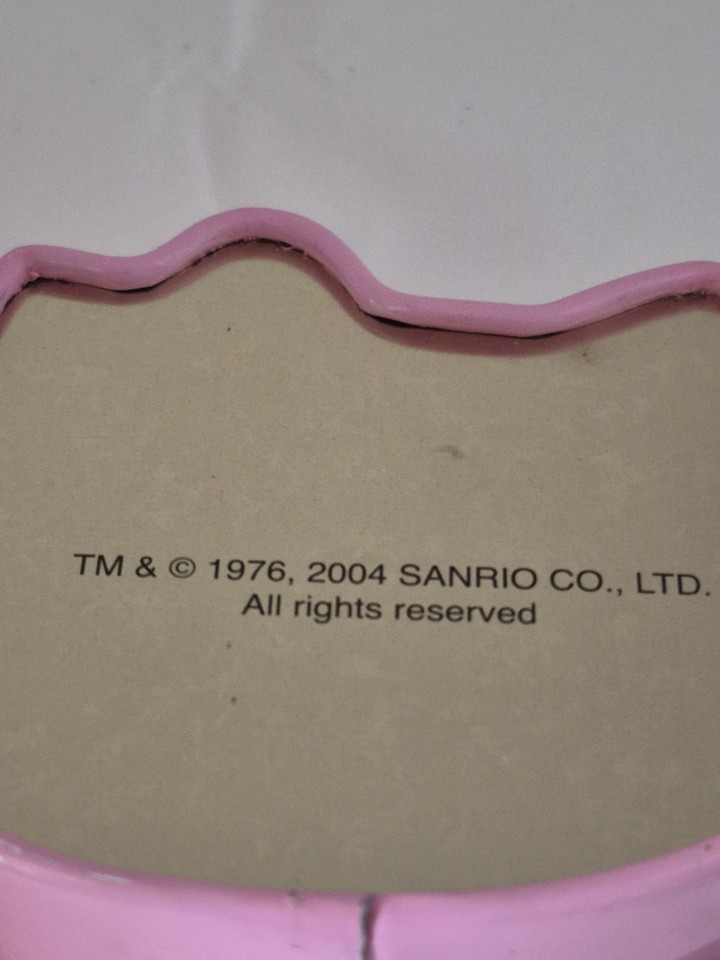 TM & © 1976, 2004 SANRIO CO., LTD.
All rights reserved